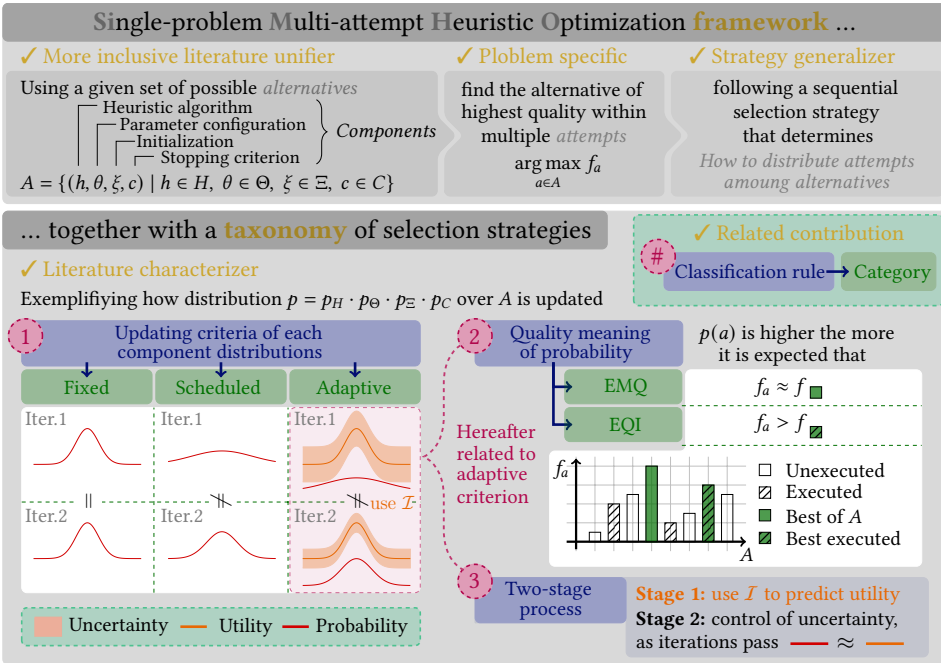 Single-problem Multi-attempt Heuristic Optimization framework ...
✓ More inclusive literature unifier
Using a given set of possible alternatives
Heuristic algorithm
Parameter configuration
Initialization
Stopping criterion
Components
A = {(h, θ, ξ, c) | h ∈ H, θ ∈ Θ, ξ ∈ Ξ, c ∈ C}
✓ Ploblem specific
find the alternative of
highest quality within
multiple attempts
arg max f_a
a∈A
✓ Strategy generalizer
following a sequential
selection strategy
that determines
How to distribute attempts
amoung alternatives
... together with a taxonomy of selection strategies
✓ Related contribution
#
Classification rule
Category
✓ Literature characterizer
Exemplifiying how distribution p = p_H · p_Θ · p_Ξ · p_C over A is updated
1
Updating criteria of each
component distributions
Fixed
Scheduled
Adaptive
Iter.1
Iter.1
Iter.1
=
≠
≠
use I
Iter.2
Iter.2
Iter.2
Uncertainty
Utility
Probability
Hereafter
related to
adaptive
criterion
2
Quality meaning
of probability
p(a) is higher the more
it is expected that
EMQ
f_a ≈ f
EQI
f_a > f
f_a
A
Unexecuted
Executed
Best of A
Best executed
3
Two-stage
process
Stage 1: use I to predict utility
Stage 2: control of uncertainty,
as iterations pass ≈